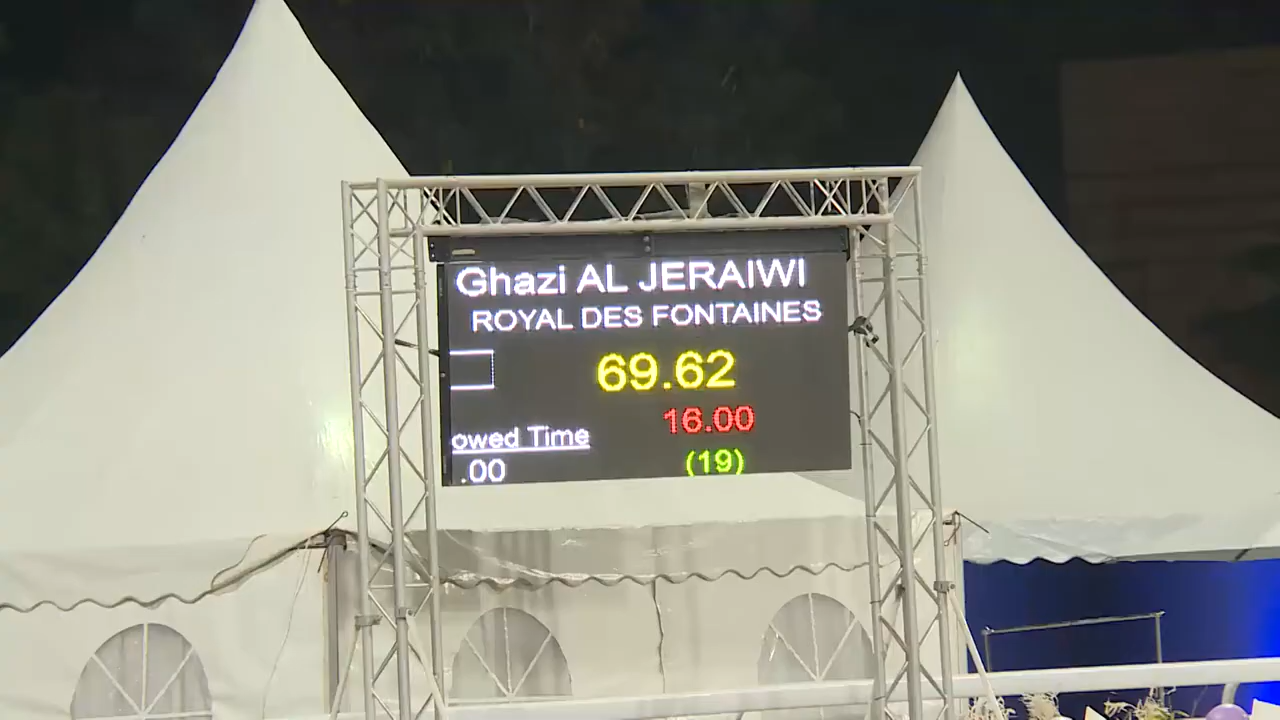 Ghazi AL JERAIWI
ROYAL DES FONTAINES
69.62
16.00
owed Time
.00
(19)